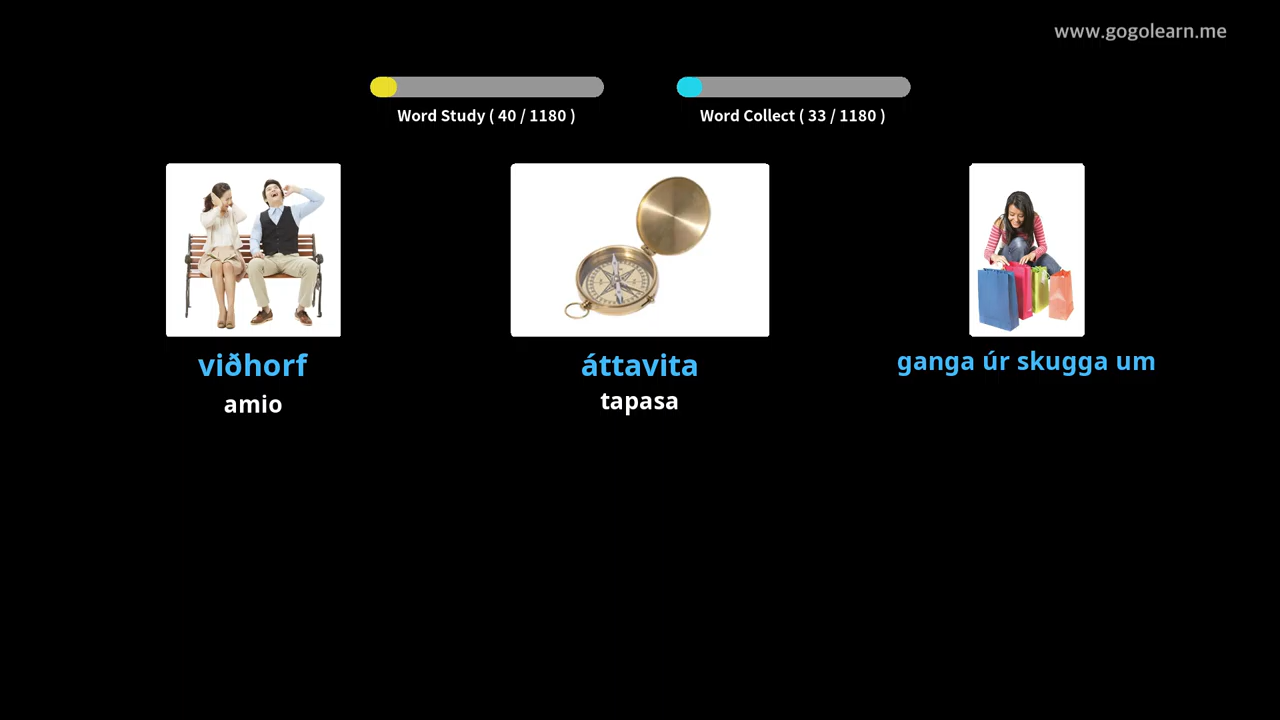 www.gogolearn.me
Word Study ( 40 / 1180 )
Word Collect ( 33 / 1180 )
viðhorf
amio
áttavita
tapasa
ganga úr skugga um